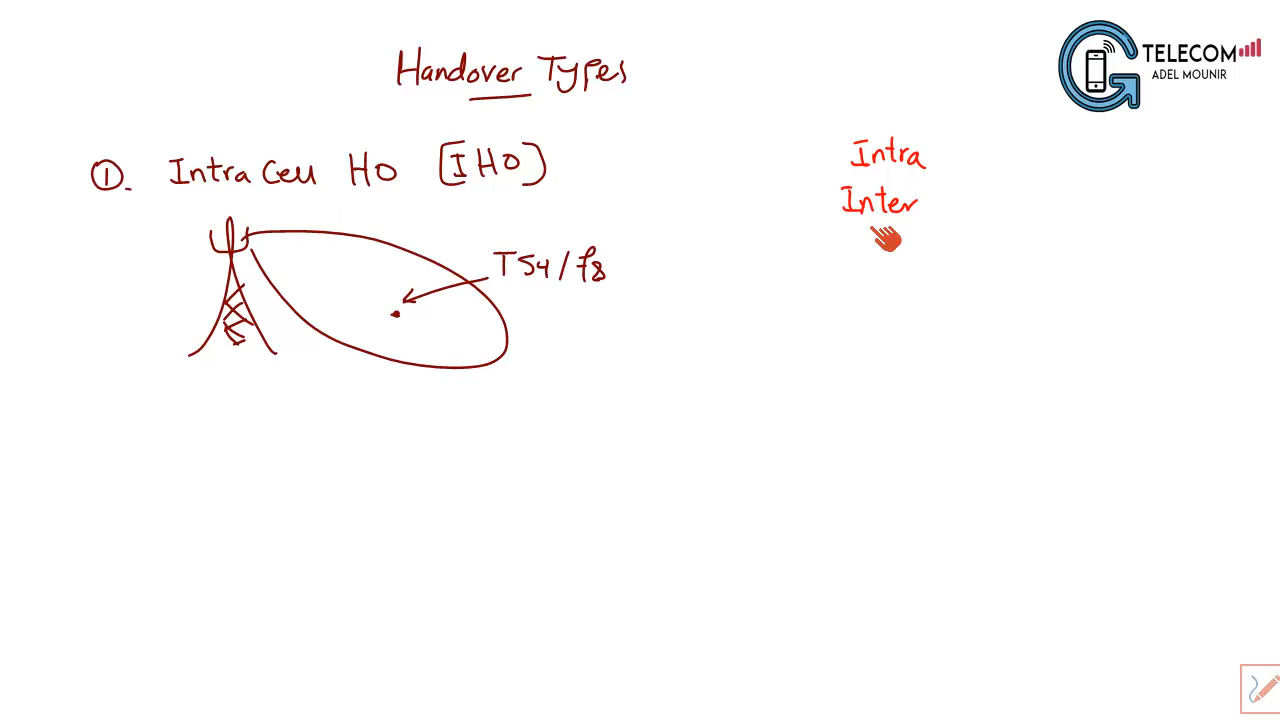 Handover Types
TELECOM
ADEL MOUNIR
①. Intra Cell HO [IHO]
Intra
Inter
TS4/f8